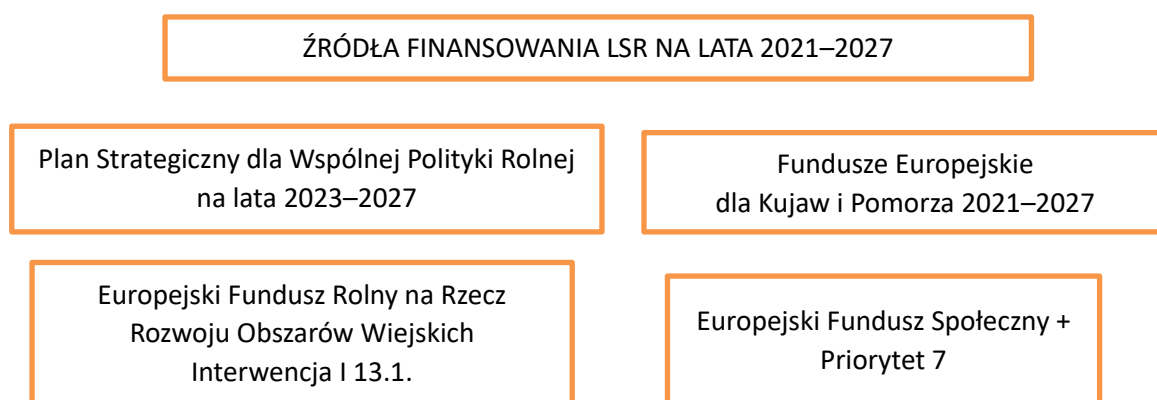 ŹRÓDŁA FINANSOWANIA LSR NA LATA 2021–2027
Plan Strategiczny dla Wspólnej Polityki Rolnej
na lata 2023–2027
Fundusze Europejskie
dla Kujaw i Pomorza 2021–2027
Europejski Fundusz Rolny na Rzecz
Rozwoju Obszarów Wiejskich
Interwencja I 13.1.
Europejski Fundusz Społeczny +
Priorytet 7